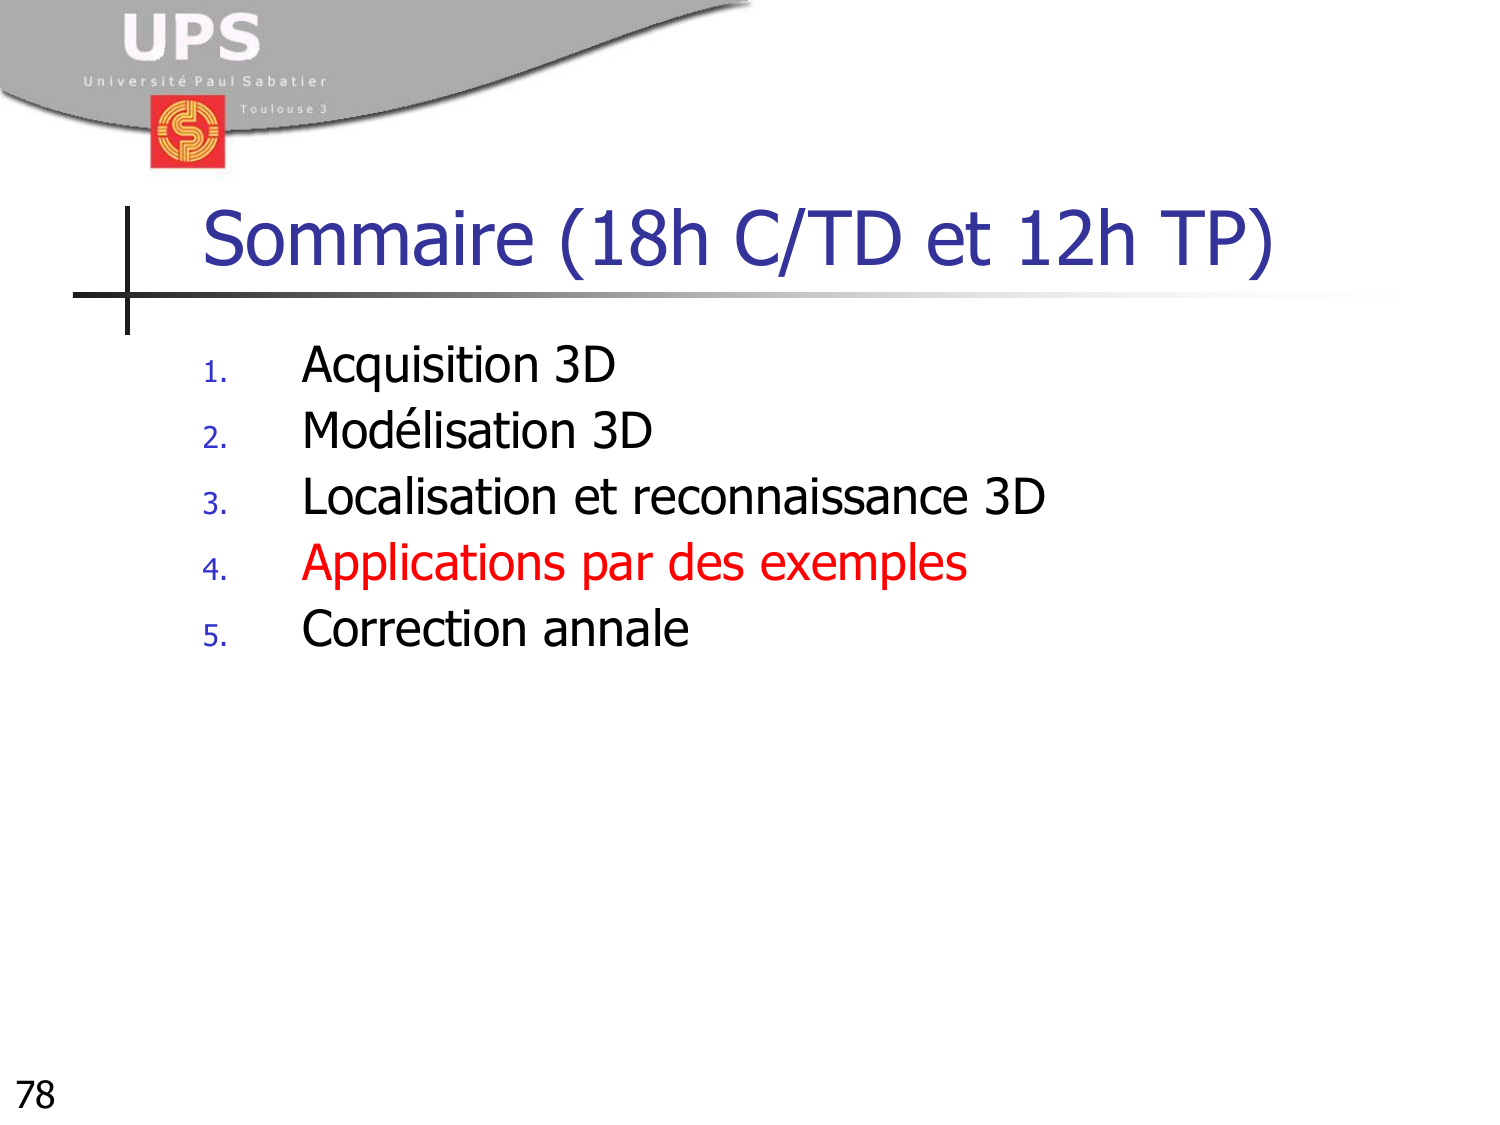 UPS
Université Paul Sabatier
Toulouse 3
Sommaire (18h C/TD et 12h TP)
1. Acquisition 3D
2. Modélisation 3D
3. Localisation et reconnaissance 3D
4. Applications par des exemples
5. Correction annale
78